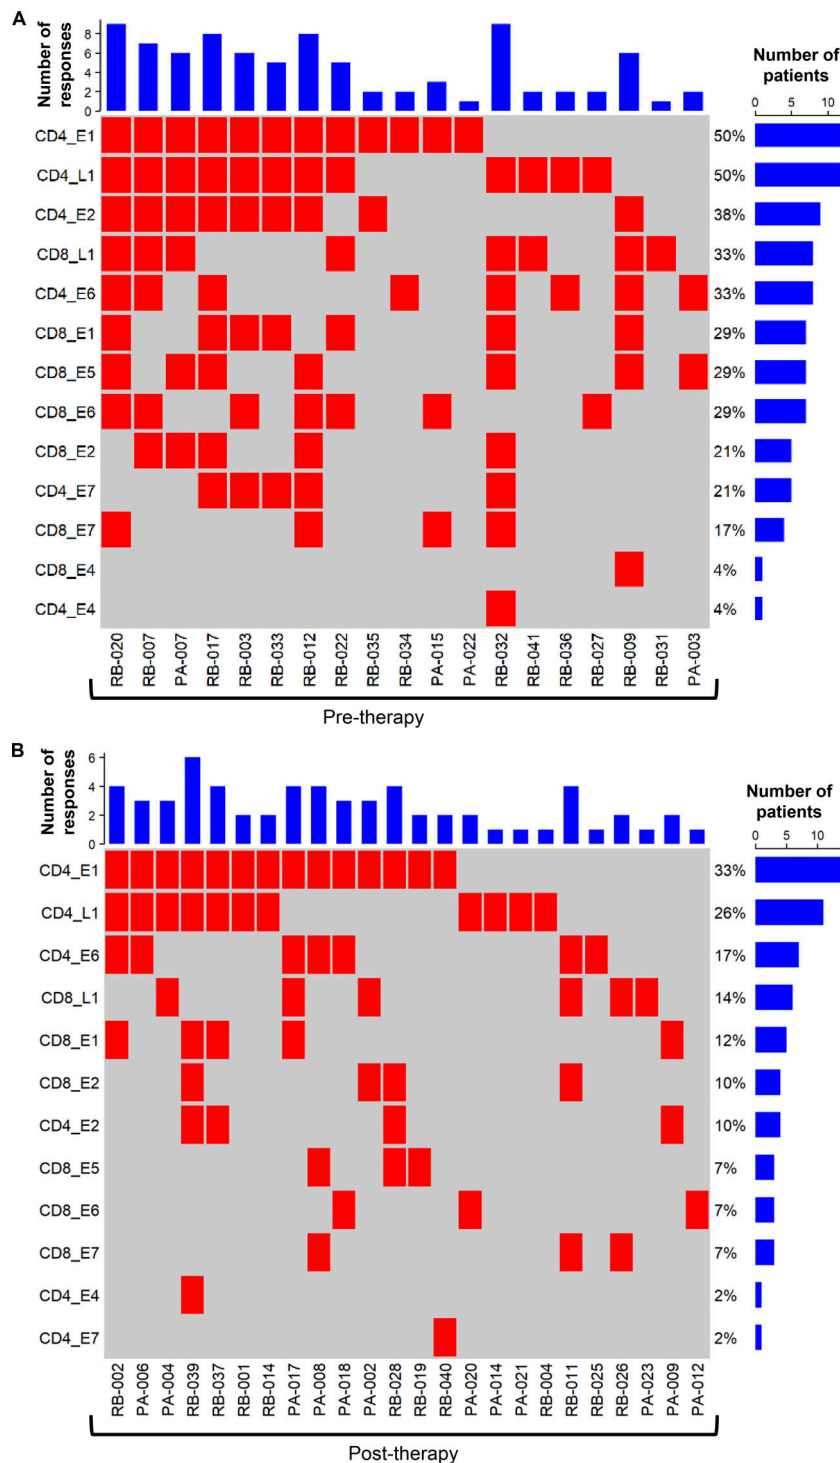 A
Number of
responses
8
6
4
2
0
Number of
patients
0 5 10
CD4_E1 50%
CD4_L1 50%
CD4_E2 38%
CD8_L1 33%
CD4_E6 33%
CD8_E1 29%
CD8_E5 29%
CD8_E6 29%
CD8_E2 21%
CD4_E7 21%
CD8_E7 17%
CD8_E4 4%
CD4_E4 4%
RB-020 RB-007 PA-007 RB-017 RB-003 RB-033 RB-012 RB-022 RB-035 RB-034 PA-015 PA-022 RB-032 RB-041 RB-036 RB-027 RB-009 RB-031 PA-003
Pre-therapy
B
Number of
responses
6
4
2
0
Number of
patients
0 5 10
CD4_E1 33%
CD4_L1 26%
CD4_E6 17%
CD8_L1 14%
CD8_E1 12%
CD8_E2 10%
CD4_E2 10%
CD8_E5 7%
CD8_E6 7%
CD8_E7 7%
CD4_E4 2%
CD4_E7 2%
RB-002 PA-006 PA-004 RB-039 RB-037 RB-001 RB-014 PA-017 PA-008 PA-018 PA-002 RB-028 RB-019 RB-040 PA-020 PA-014 PA-021 RB-004 RB-011 RB-025 RB-026 PA-023 PA-009 PA-012
Post-therapy